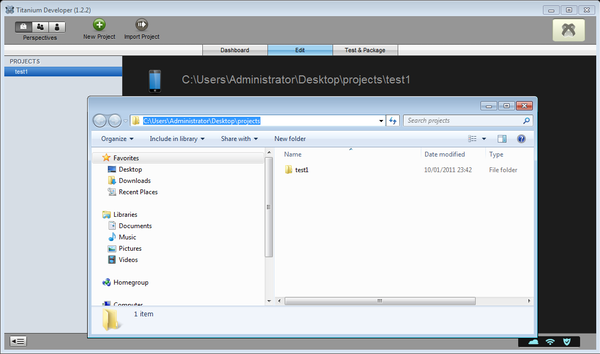 Titanium Developer (1.2.2)
Perspectives
New Project
Import Project
Dashboard
Edit
Test & Package
PROJECTS
test1
C:\Users\Administrator\Desktop\projects\test1
C:\Users\Administrator\Desktop\projects
Search projects
Organize
Include in library
Share with
New folder
Favorites
Desktop
Downloads
Recent Places
Libraries
Documents
Music
Pictures
Videos
Homegroup
Computer
Name
Date modified
Type
test1
10/01/2011 23:42
File folder
1 item